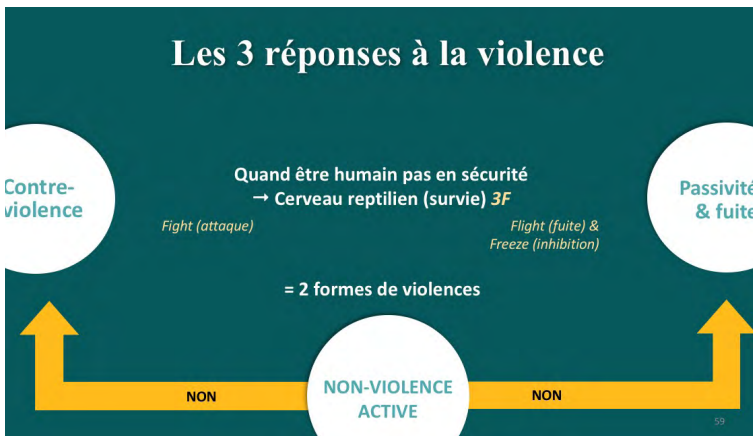 Les 3 réponses à la violence
Quand être humain pas en sécurité
→ Cerveau reptilien (survie) 3F
Contre-
violence
Passivité
& fuite
Fight (attaque)
Flight (fuite) &
Freeze (inhibition)
= 2 formes de violences
NON-VIOLENCE
ACTIVE
NON
NON
59